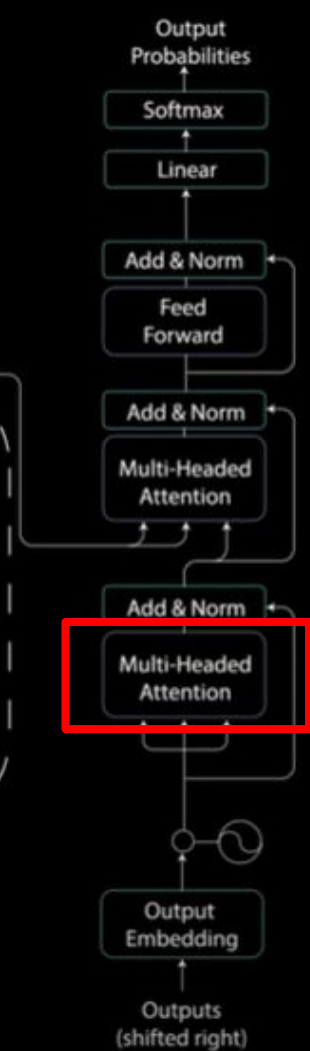 Output
Probabilities
Softmax
Linear
Add & Norm
Feed
Forward
Add & Norm
Multi-Headed
Attention
Add & Norm
Multi-Headed
Attention
Output
Embedding
Outputs
(shifted right)